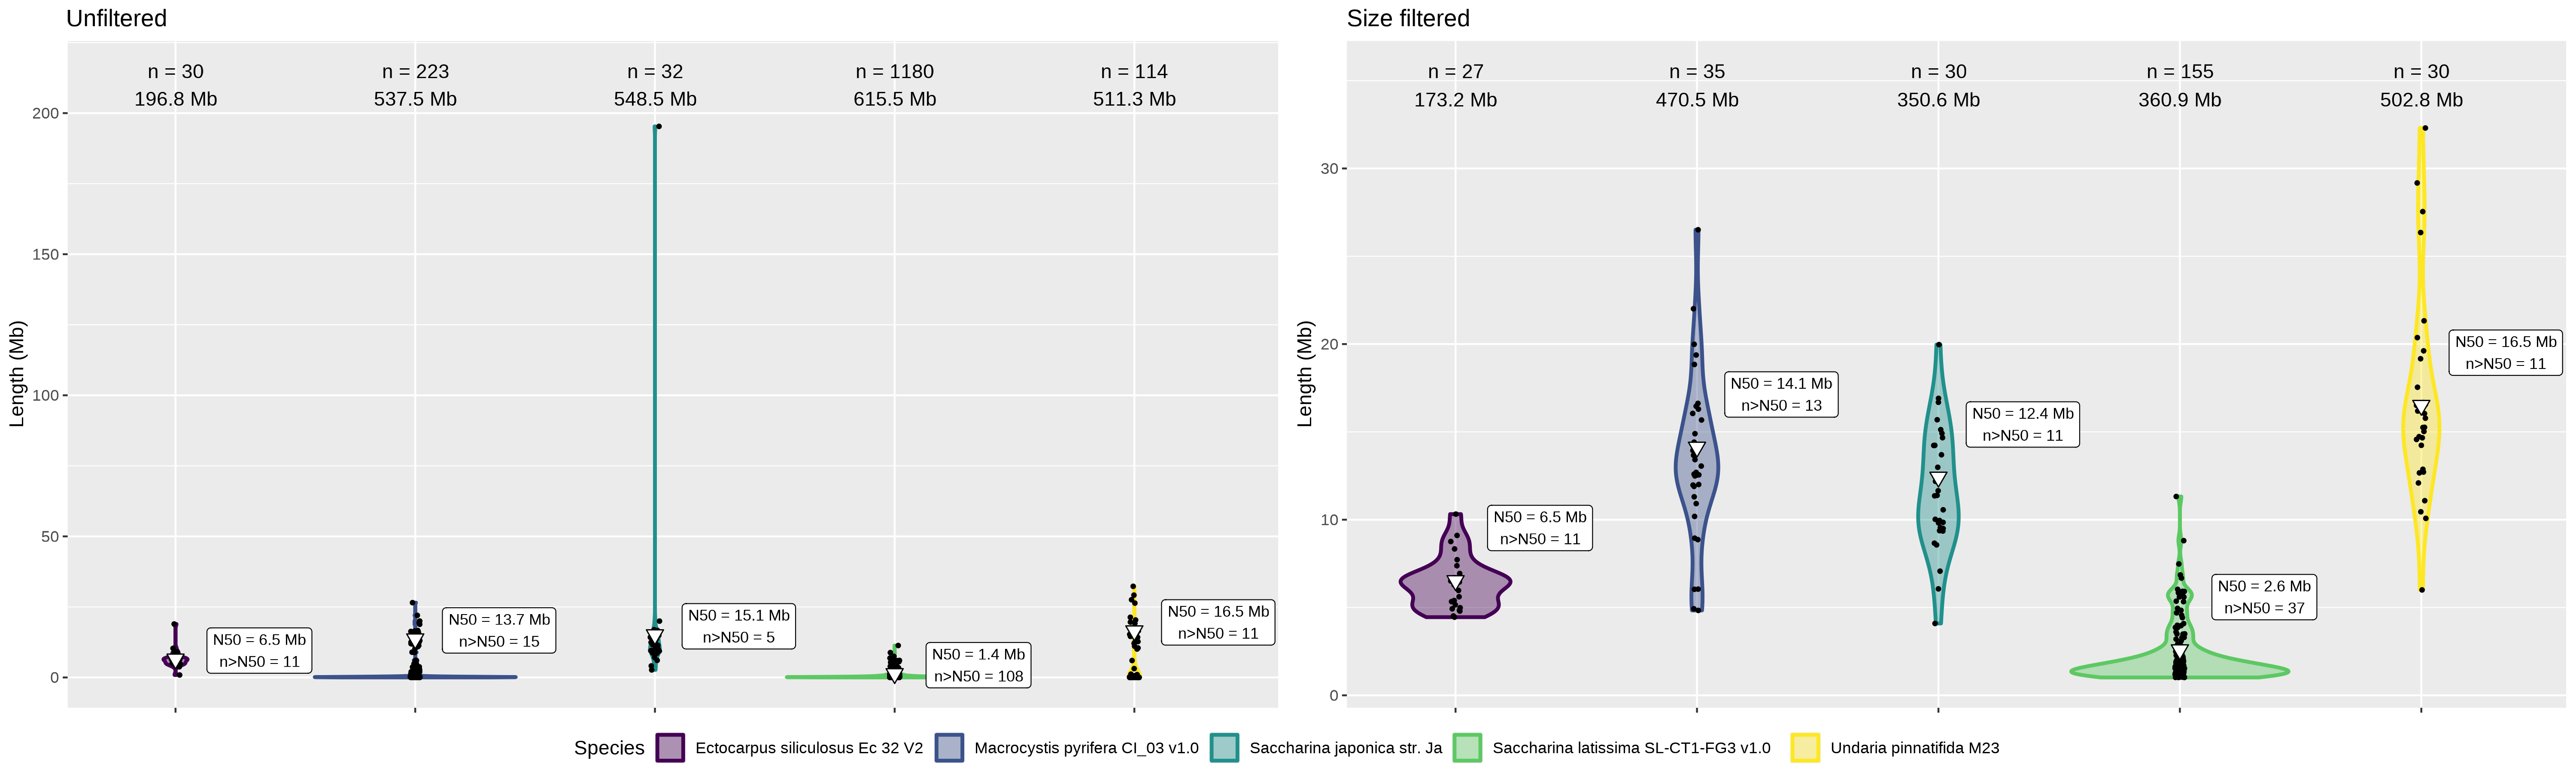 Unfiltered
n = 30
196.8 Mb
n = 223
537.5 Mb
n = 32
548.5 Mb
n = 1180
615.5 Mb
n = 114
511.3 Mb
Length (Mb)
200
150
100
50
0
N50 = 6.5 Mb
n>N50 = 11
N50 = 13.7 Mb
n>N50 = 15
N50 = 15.1 Mb
n>N50 = 5
N50 = 1.4 Mb
n>N50 = 108
N50 = 16.5 Mb
n>N50 = 11
Size filtered
n = 27
173.2 Mb
n = 35
470.5 Mb
n = 30
350.6 Mb
n = 155
360.9 Mb
n = 30
502.8 Mb
Length (Mb)
30
20
10
0
N50 = 6.5 Mb
n>N50 = 11
N50 = 14.1 Mb
n>N50 = 13
N50 = 12.4 Mb
n>N50 = 11
N50 = 2.6 Mb
n>N50 = 37
N50 = 16.5 Mb
n>N50 = 11
Species
Ectocarpus siliculosus Ec 32 V2
Macrocystis pyrifera CI_03 v1.0
Saccharina japonica str. Ja
Saccharina latissima SL-CT1-FG3 v1.0
Undaria pinnatifida M23